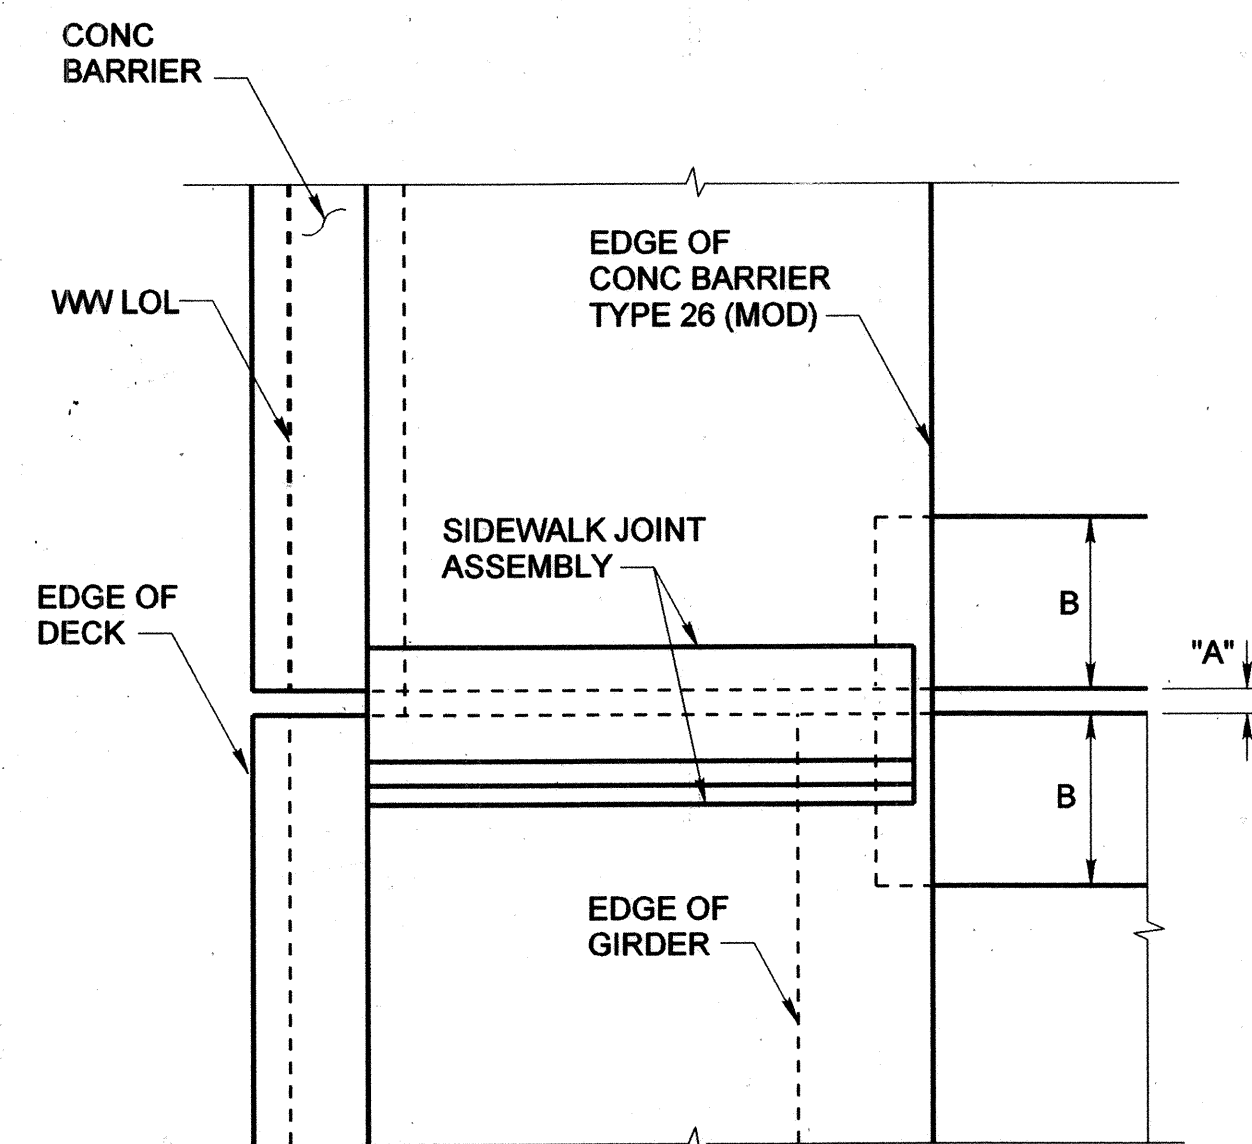 CONC
BARRIER
EDGE OF
CONC BARRIER
TYPE 26 (MOD)
WW LOL
SIDEWALK JOINT
ASSEMBLY
EDGE OF
DECK
B
"A"
B
EDGE OF
GIRDER